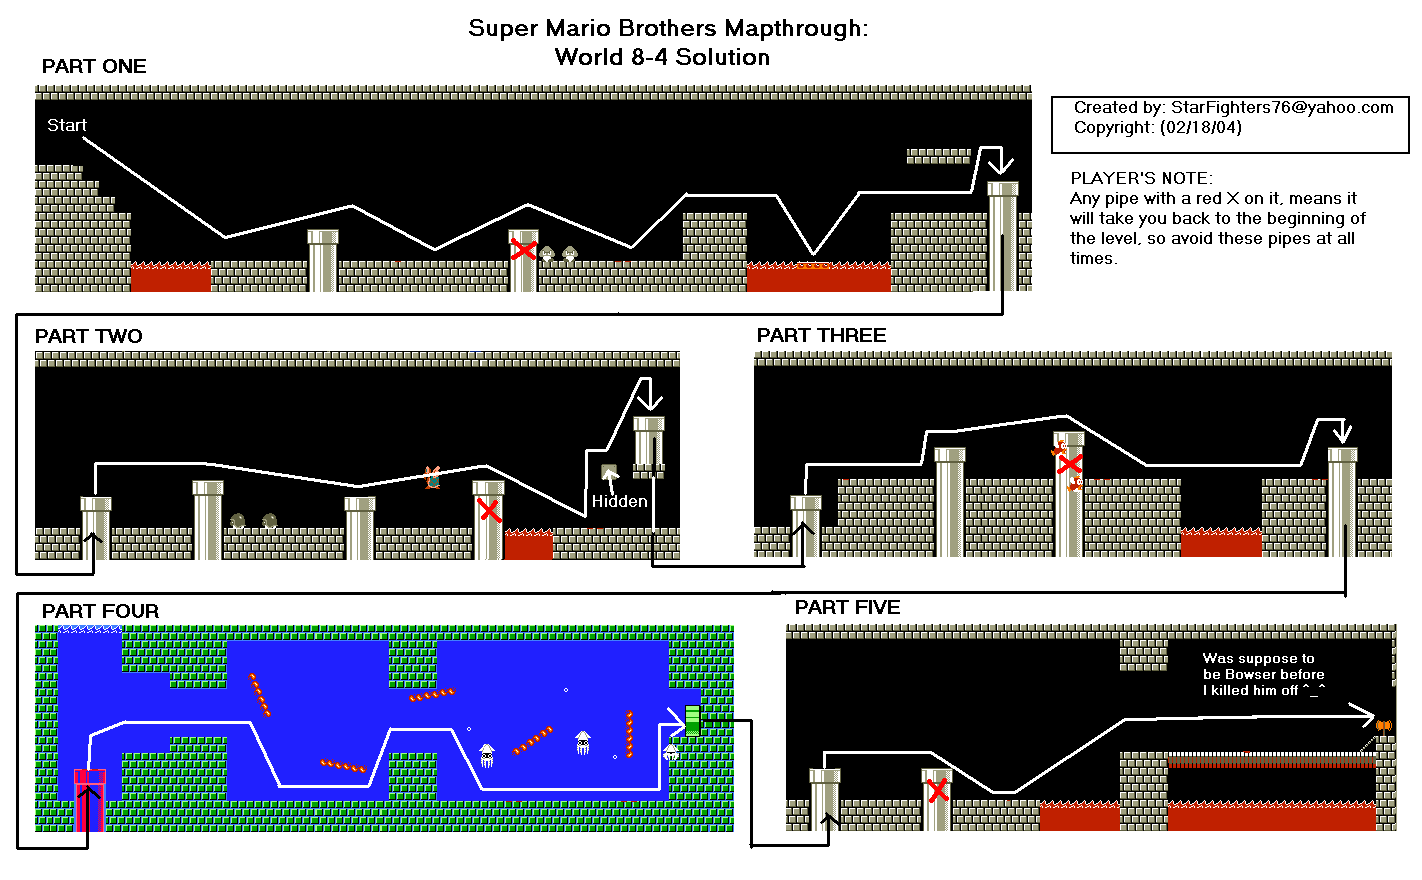 Super Mario Brothers Mapthrough:
World 8-4 Solution
PART ONE
Start
Created by: StarFighters76@yahoo.com
Copyright: (02/18/04)
PLAYER'S NOTE:
Any pipe with a red X on it, means it
will take you back to the beginning of
the level, so avoid these pipes at all
times.
PART TWO
Hidden
PART THREE
PART FOUR
PART FIVE
Was suppose to
be Bowser before
I killed him off ^_^